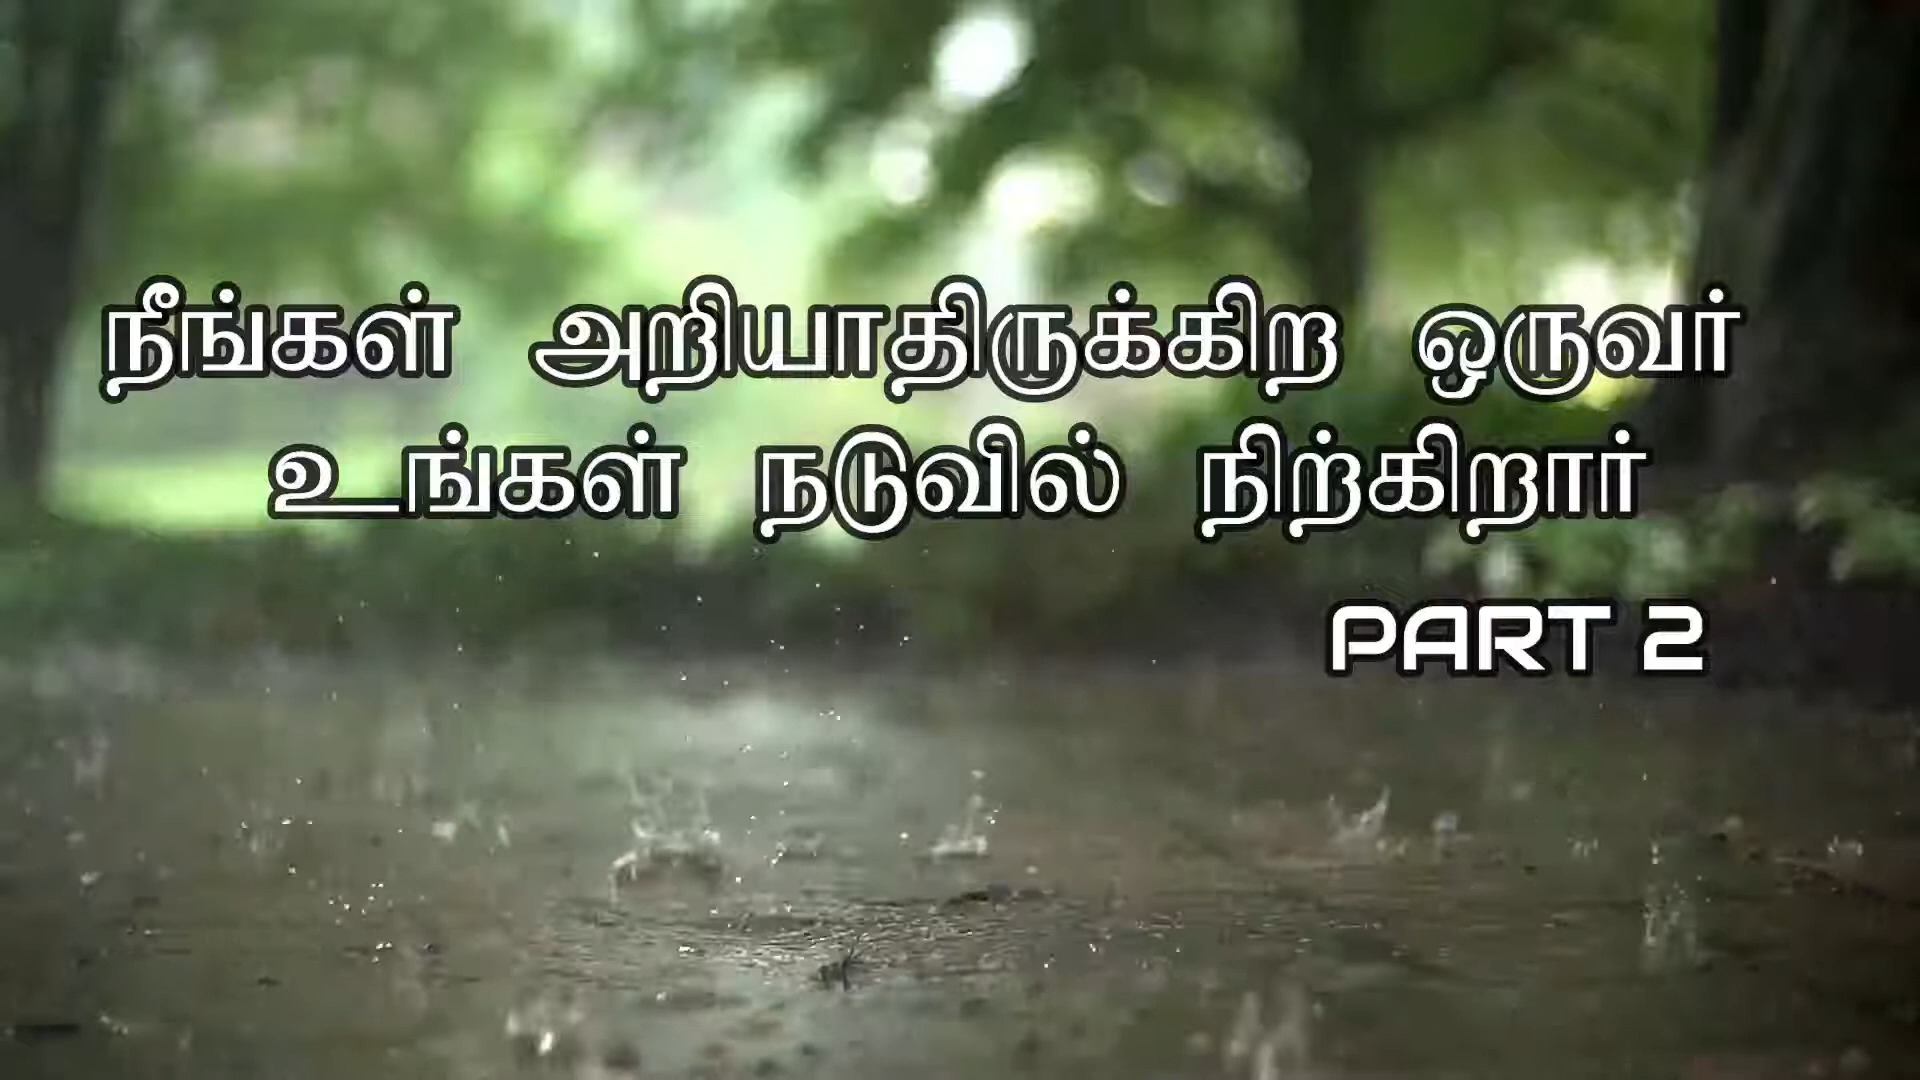 நீங்கள் அறியாதிருக்கிற ஒருவர்
உங்கள் நடுவில் நிற்கிறார்
PART 2